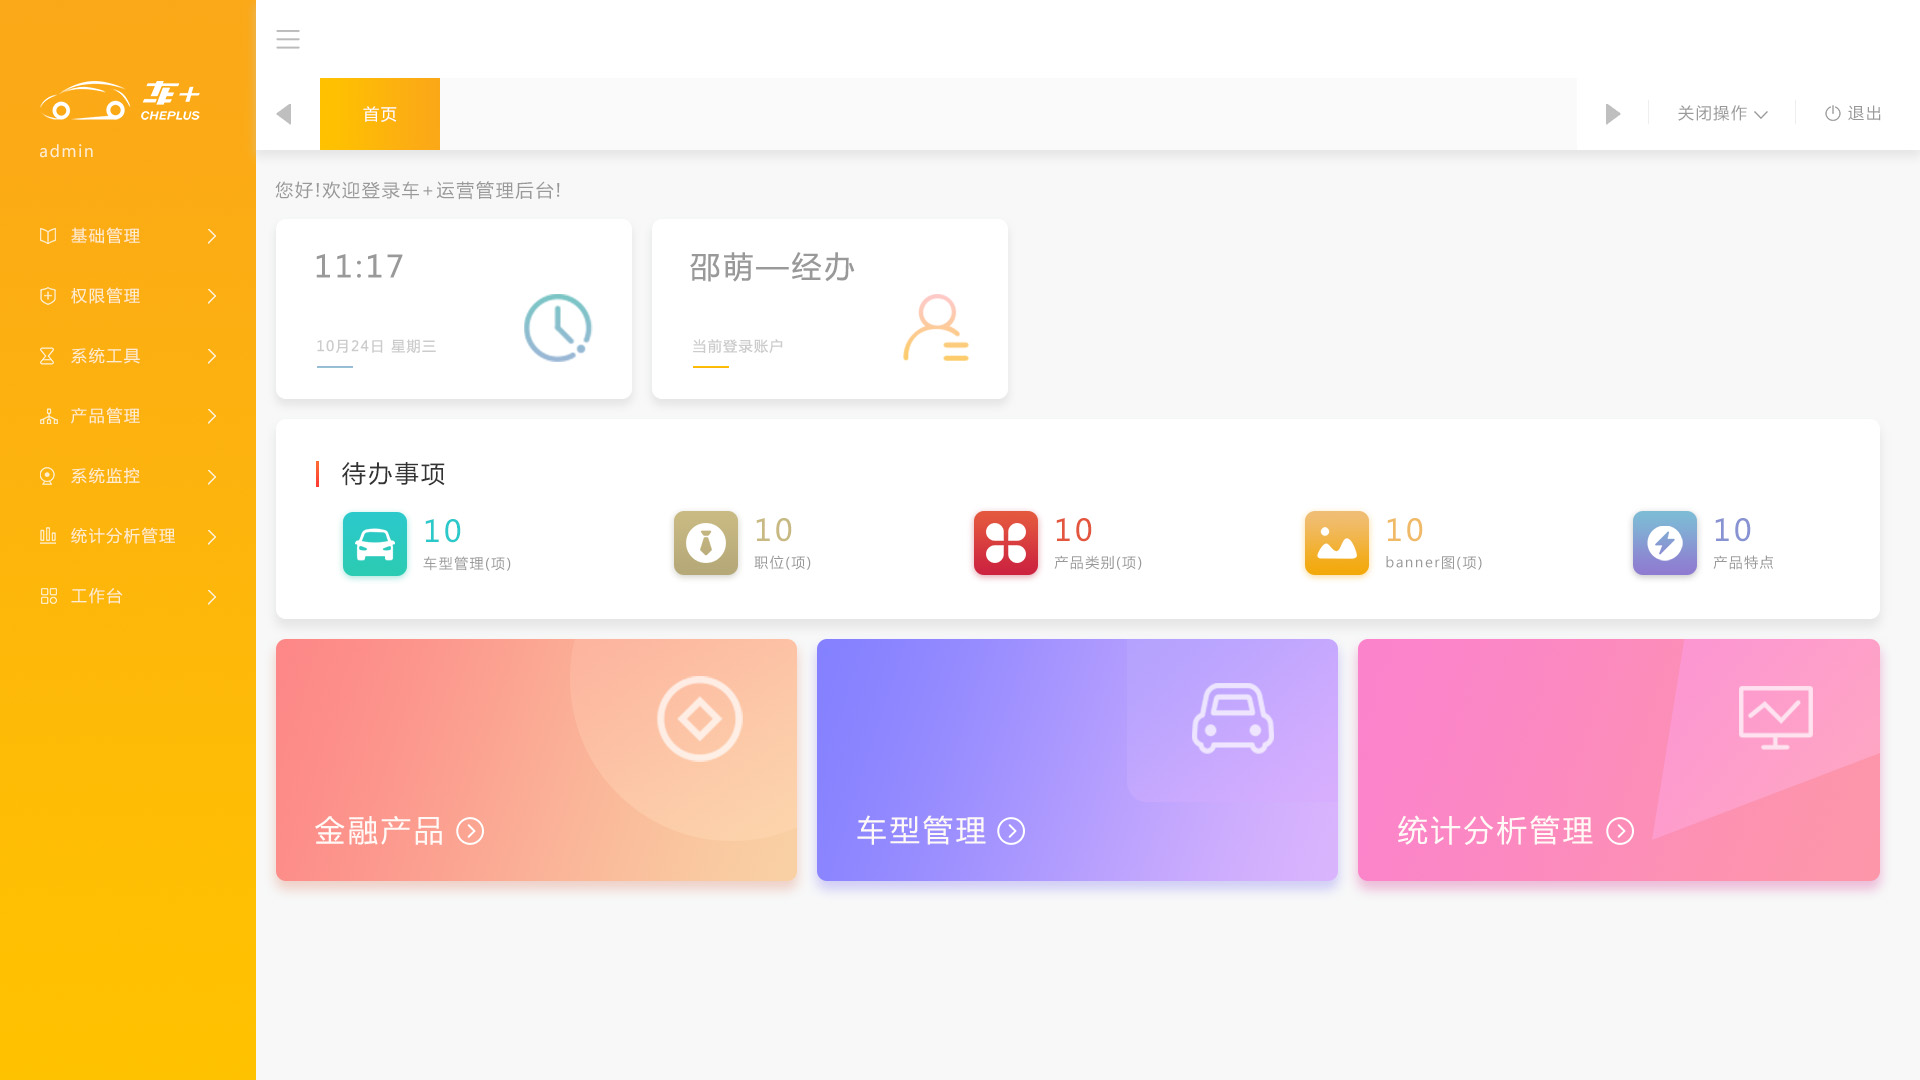 车+
CHEPLUS
admin
基础管理
权限管理
系统工具
产品管理
系统监控
统计分析管理
工作台
首页
关闭操作
退出
您好!欢迎登录车+运营管理后台!
11:17
10月24日 星期三
邵萌—经办
当前登录账户
待办事项
10
车型管理(项)
10
职位(项)
10
产品类别(项)
10
banner图(项)
10
产品特点
金融产品
车型管理
统计分析管理